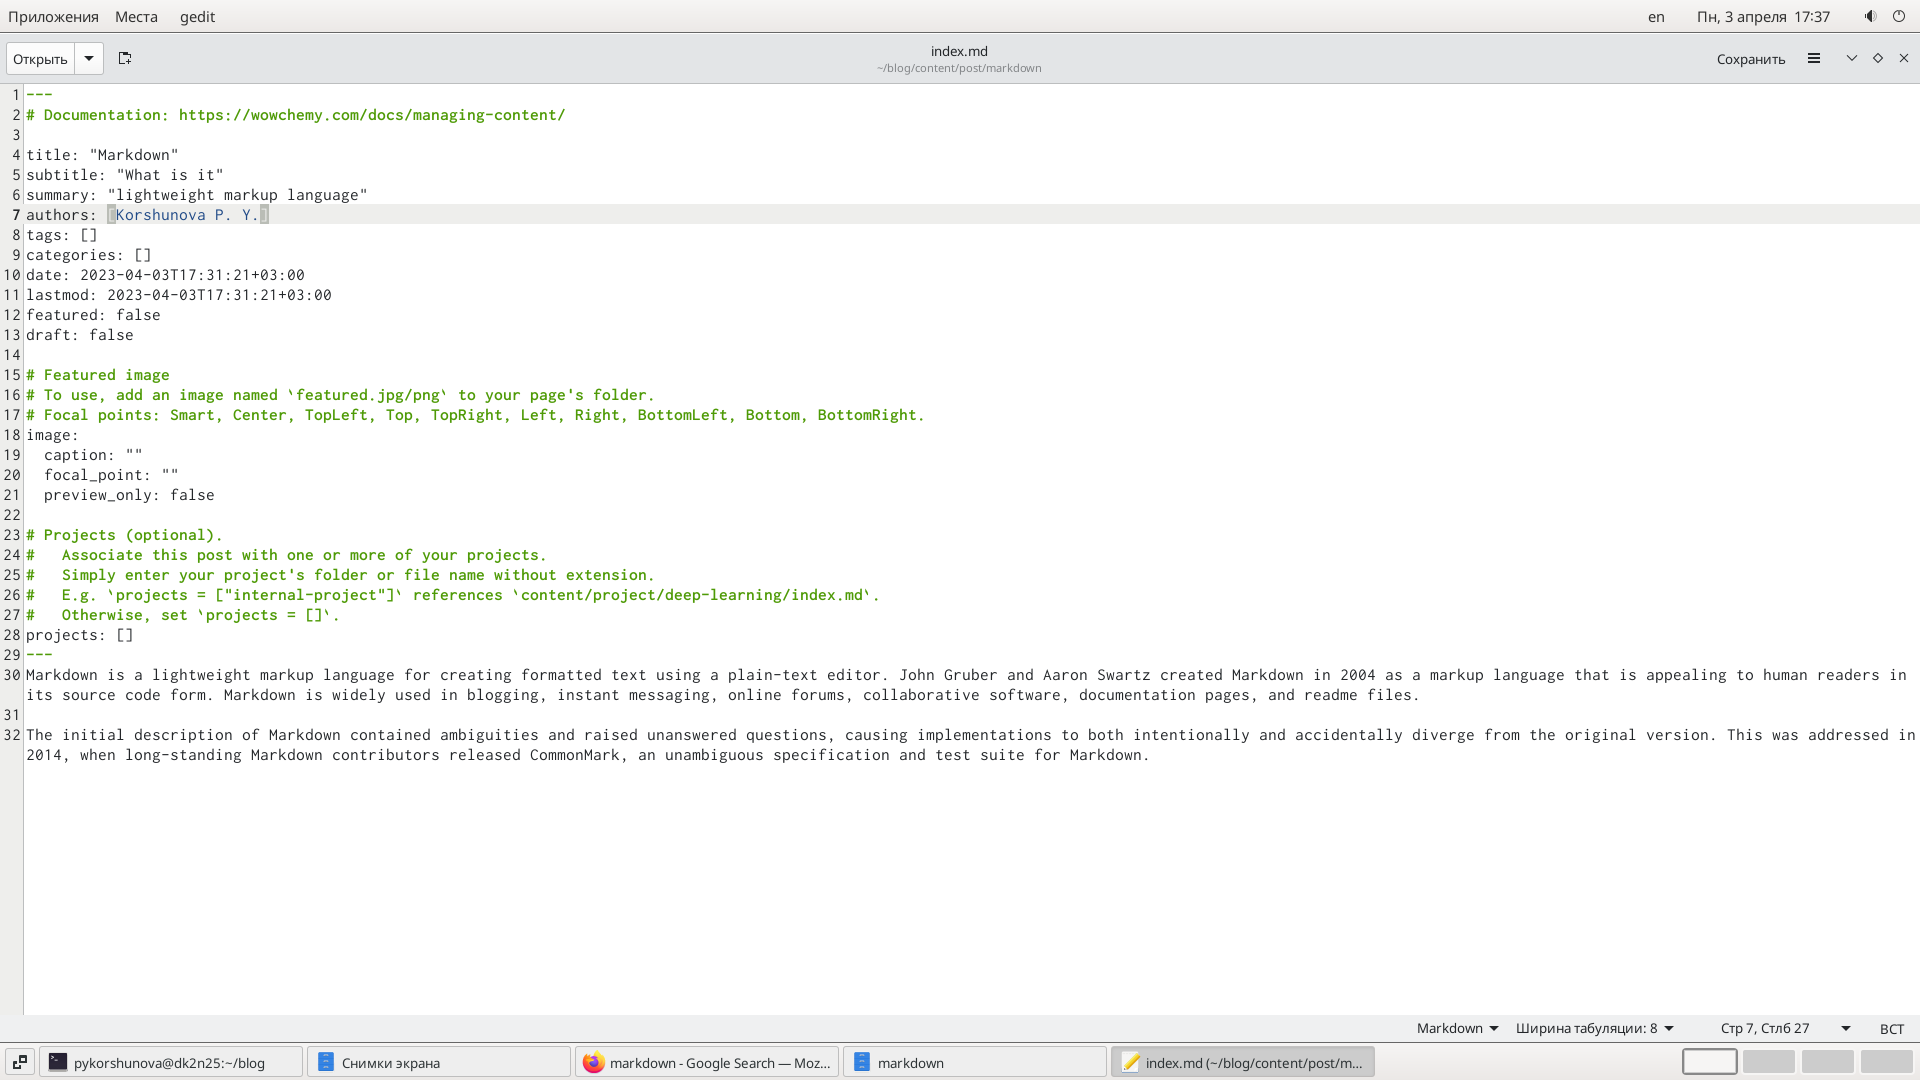 Приложения Места gedit en Пн, 3 апреля 17:37
Открыть index.md Сохранить
~/blog/content/post/markdown
1 ---
2 # Documentation: https://wowchemy.com/docs/managing-content/
3
4 title: "Markdown"
5 subtitle: "What is it"
6 summary: "lightweight markup language"
7 authors: [Korshunova P. Y.]
8 tags: []
9 categories: []
10 date: 2023-04-03T17:31:21+03:00
11 lastmod: 2023-04-03T17:31:21+03:00
12 featured: false
13 draft: false
14
15 # Featured image
16 # To use, add an image named `featured.jpg/png` to your page's folder.
17 # Focal points: Smart, Center, TopLeft, Top, TopRight, Left, Right, BottomLeft, Bottom, BottomRight.
18 image:
19   caption: ""
20   focal_point: ""
21   preview_only: false
22
23 # Projects (optional).
24 #   Associate this post with one or more of your projects.
25 #   Simply enter your project's folder or file name without extension.
26 #   E.g. `projects = ["internal-project"]` references `content/project/deep-learning/index.md`.
27 #   Otherwise, set `projects = []`.
28 projects: []
29 ---
30 Markdown is a lightweight markup language for creating formatted text using a plain-text editor. John Gruber and Aaron Swartz created Markdown in 2004 as a markup language that is appealing to human readers in
its source code form. Markdown is widely used in blogging, instant messaging, online forums, collaborative software, documentation pages, and readme files.
31
32 The initial description of Markdown contained ambiguities and raised unanswered questions, causing implementations to both intentionally and accidentally diverge from the original version. This was addressed in
2014, when long-standing Markdown contributors released CommonMark, an unambiguous specification and test suite for Markdown.
Markdown Ширина табуляции: 8 Стр 7, Стлб 27 ВСТ
pykorshunova@dk2n25:~/blog Снимки экрана markdown - Google Search — Moz... markdown index.md (~/blog/content/post/m...